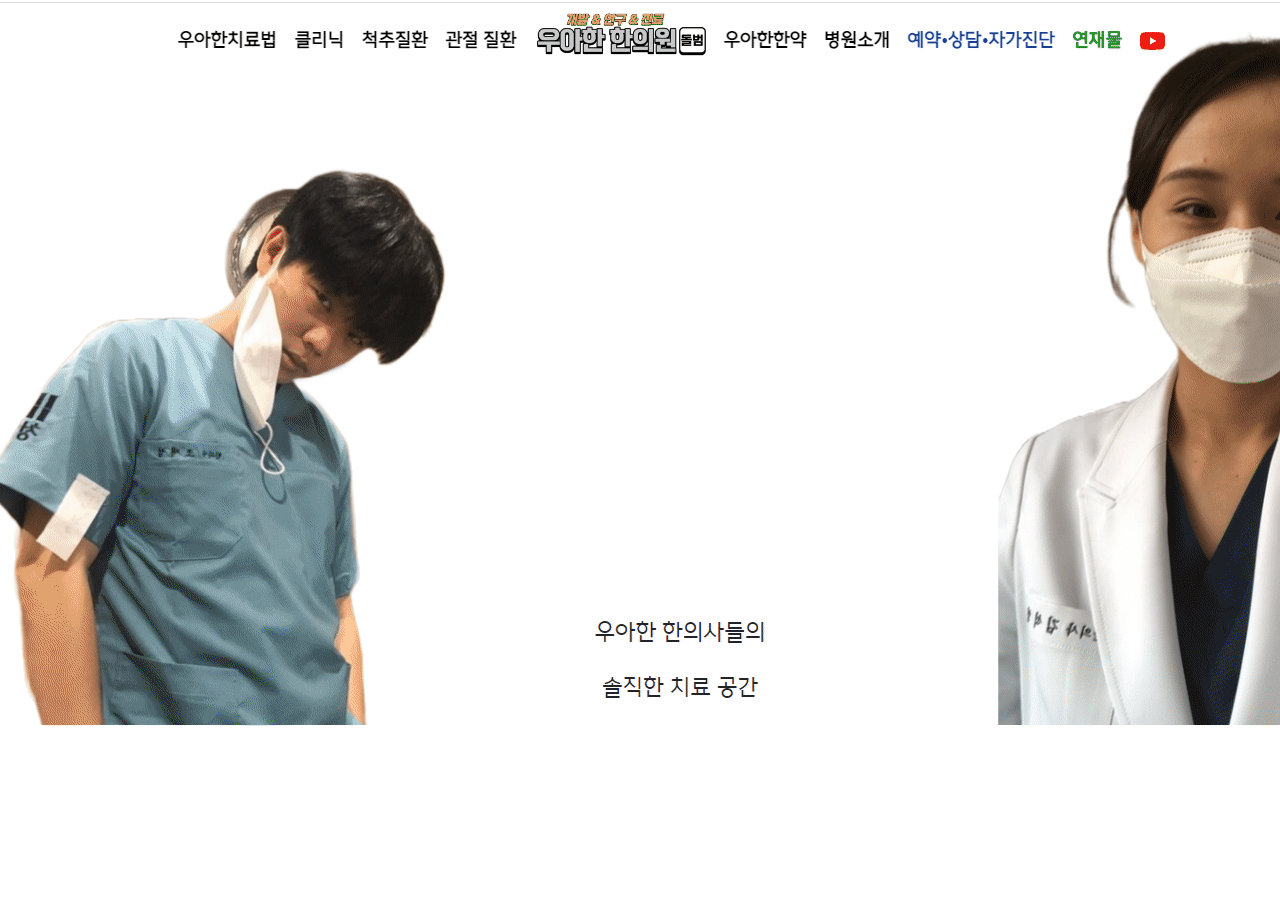 우아한치료법 클리닉 척추질환 관절 질환
개발 & 연구 & 진료
우아한 한의원 돌범
우아한한약 병원소개 예약•상담•자가진단 연재물
우아한 한의사들의
솔직한 치료 공간